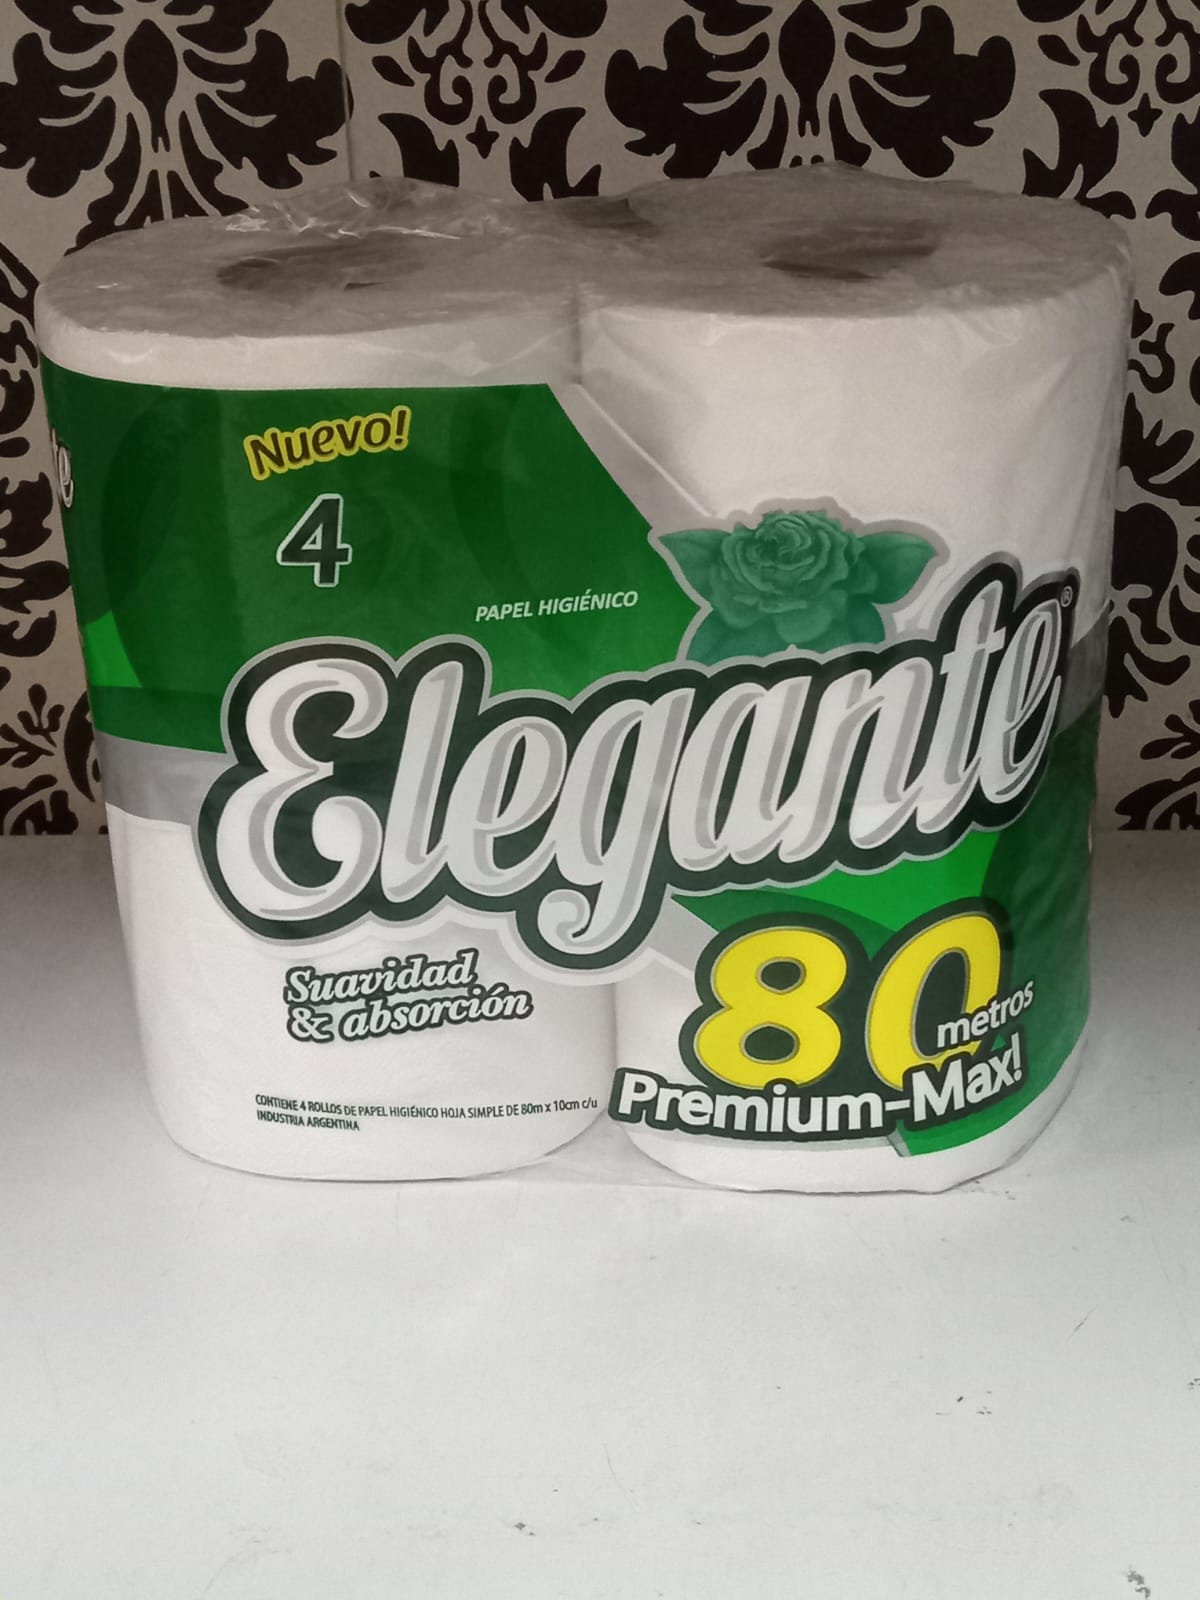 Nuevo!
4
PAPEL HIGIÉNICO
Elegante®
Suavidad
& absorción
80
metros
Premium-Max!
CONTIENE 4 ROLLOS DE PAPEL HIGIÉNICO HOJA SIMPLE DE 80m x 10cm c/u
INDUSTRIA ARGENTINA
te